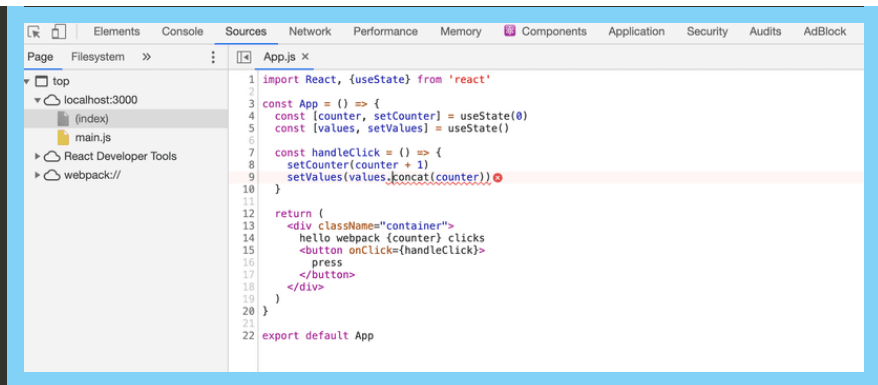 Elements Console Sources Network Performance Memory Components Application Security Audits AdBlock
Page Filesystem » App.js ×
top
localhost:3000
(index)
main.js
React Developer Tools
webpack://
1 import React, {useState} from 'react'
2
3 const App = () => {
4 const [counter, setCounter] = useState(0)
5 const [values, setValues] = useState()
6
7 const handleClick = () => {
8 setCounter(counter + 1)
9 setValues(values.concat(counter))
10 }
11
12 return (
13 <div className="container">
14 hello webpack {counter} clicks
15 <button onClick={handleClick}>
16 press
17 </button>
18 </div>
19 )
20 }
21
22 export default App